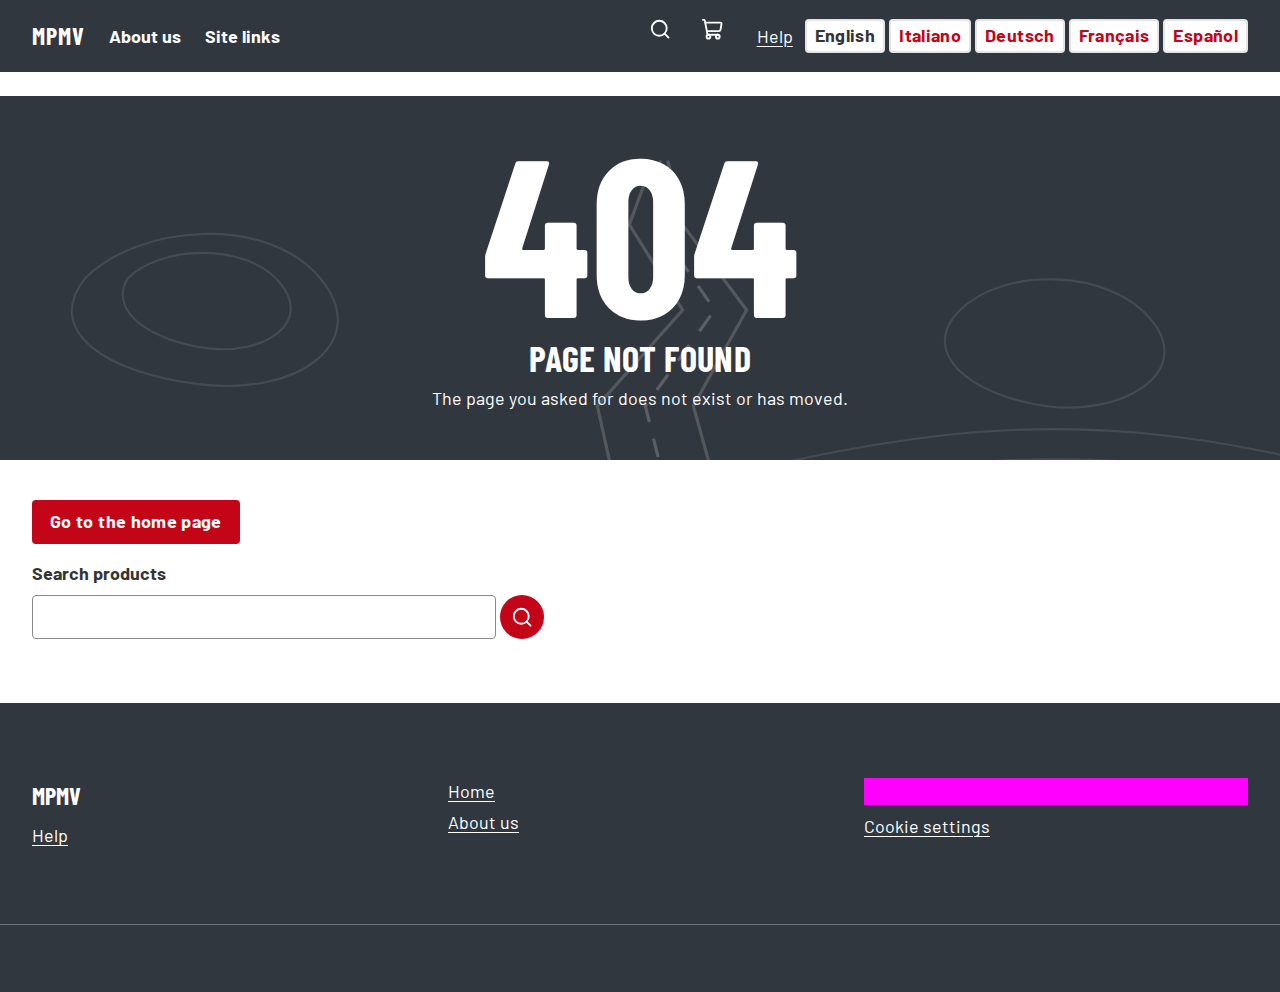 MPMV About us Site links Help English Italiano Deutsch Français Español
404
PAGE NOT FOUND
The page you asked for does not exist or has moved.
Go to the home page
Search products
MPMV
Help
Home
About us
Cookie settings